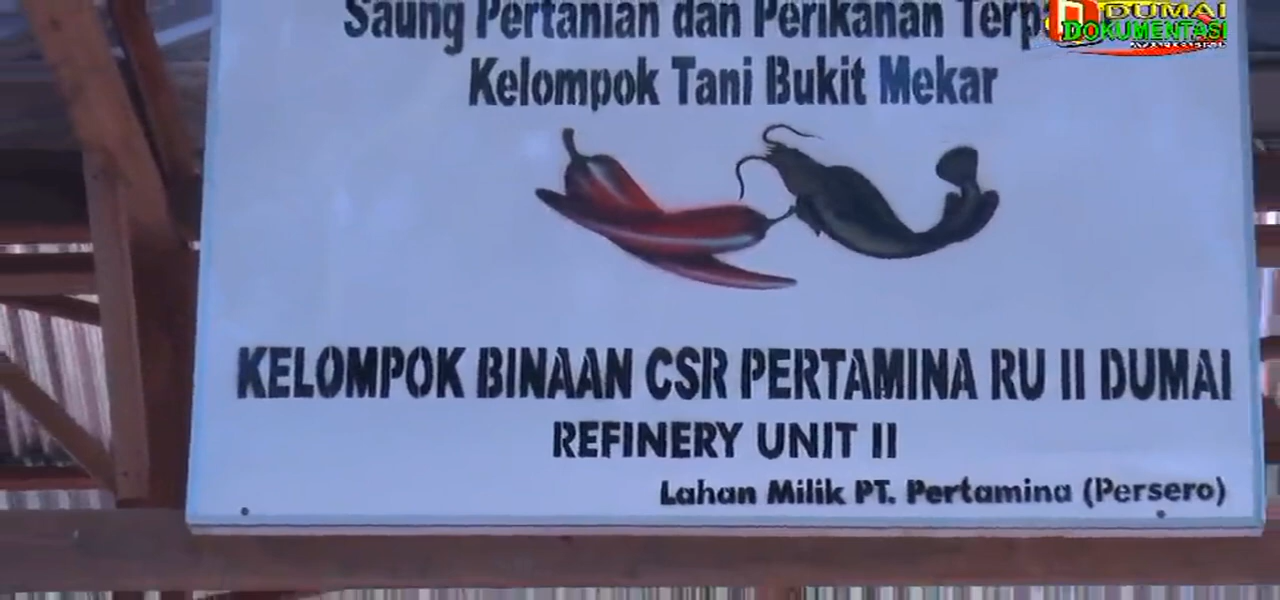 Saung Pertanian dan Perikanan
DUMAI
DOKUMENTASI
Kelompok Tani Bukit Mekar
KELOMPOK BINAAN CSR PERTAMINA RU II DUMAI
REFINERY UNIT II
Lahan Milik PT. Pertamina (Persero)